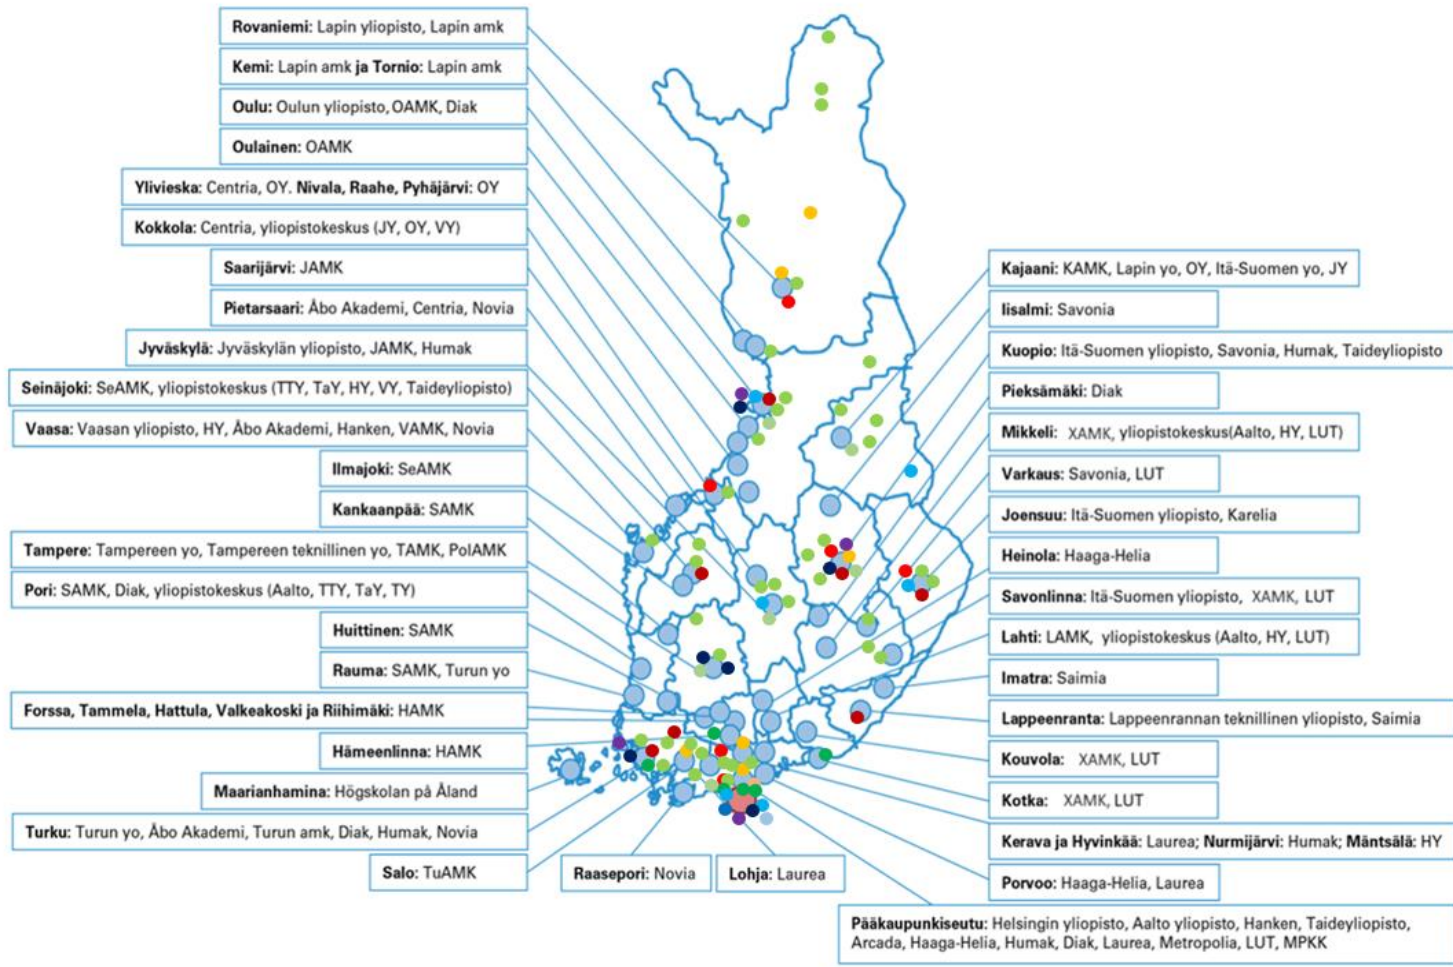 Rovaniemi: Lapin yliopisto, Lapin amk
Kemi: Lapin amk ja Tornio: Lapin amk
Oulu: Oulun yliopisto, OAMK, Diak
Oulainen: OAMK
Ylivieska: Centria, OY. Nivala, Raahe, Pyhäjärvi: OY
Kokkola: Centria, yliopistokeskus (JY, OY, VY)
Saarijärvi: JAMK
Pietarsaari: Åbo Akademi, Centria, Novia
Jyväskylä: Jyväskylän yliopisto, JAMK, Humak
Seinäjoki: SeAMK, yliopistokeskus (TTY, TaY, HY, VY, Taideyliopisto)
Vaasa: Vaasan yliopisto, HY, Åbo Akademi, Hanken, VAMK, Novia
Ilmajoki: SeAMK
Kankaanpää: SAMK
Tampere: Tampereen yo, Tampereen teknillinen yo, TAMK, PolAMK
Pori: SAMK, Diak, yliopistokeskus (Aalto, TTY, TaY, TY)
Huittinen: SAMK
Rauma: SAMK, Turun yo
Forssa, Tammela, Hattula, Valkeakoski ja Riihimäki: HAMK
Hämeenlinna: HAMK
Maarianhamina: Högskolan på Åland
Turku: Turun yo, Åbo Akademi, Turun amk, Diak, Humak, Novia
Salo: TuAMK
Raasepori: Novia
Lohja: Laurea
Kajaani: KAMK, Lapin yo, OY, Itä-Suomen yo, JY
Iisalmi: Savonia
Kuopio: Itä-Suomen yliopisto, Savonia, Humak, Taideyliopisto
Pieksämäki: Diak
Mikkeli: XAMK, yliopistokeskus(Aalto, HY, LUT)
Varkaus: Savonia, LUT
Joensuu: Itä-Suomen yliopisto, Karelia
Heinola: Haaga-Helia
Savonlinna: Itä-Suomen yliopisto, XAMK, LUT
Lahti: LAMK, yliopistokeskus (Aalto, HY, LUT)
Imatra: Saimia
Lappeenranta: Lappeenrannan teknillinen yliopisto, Saimia
Kouvola: XAMK, LUT
Kotka: XAMK, LUT
Kerava ja Hyvinkää: Laurea; Nurmijärvi: Humak; Mäntsälä: HY
Porvoo: Haaga-Helia, Laurea
Pääkaupunkiseutu: Helsingin yliopisto, Aalto yliopisto, Hanken, Taideyliopisto,
Arcada, Haaga-Helia, Humak, Diak, Laurea, Metropolia, LUT, MPKK